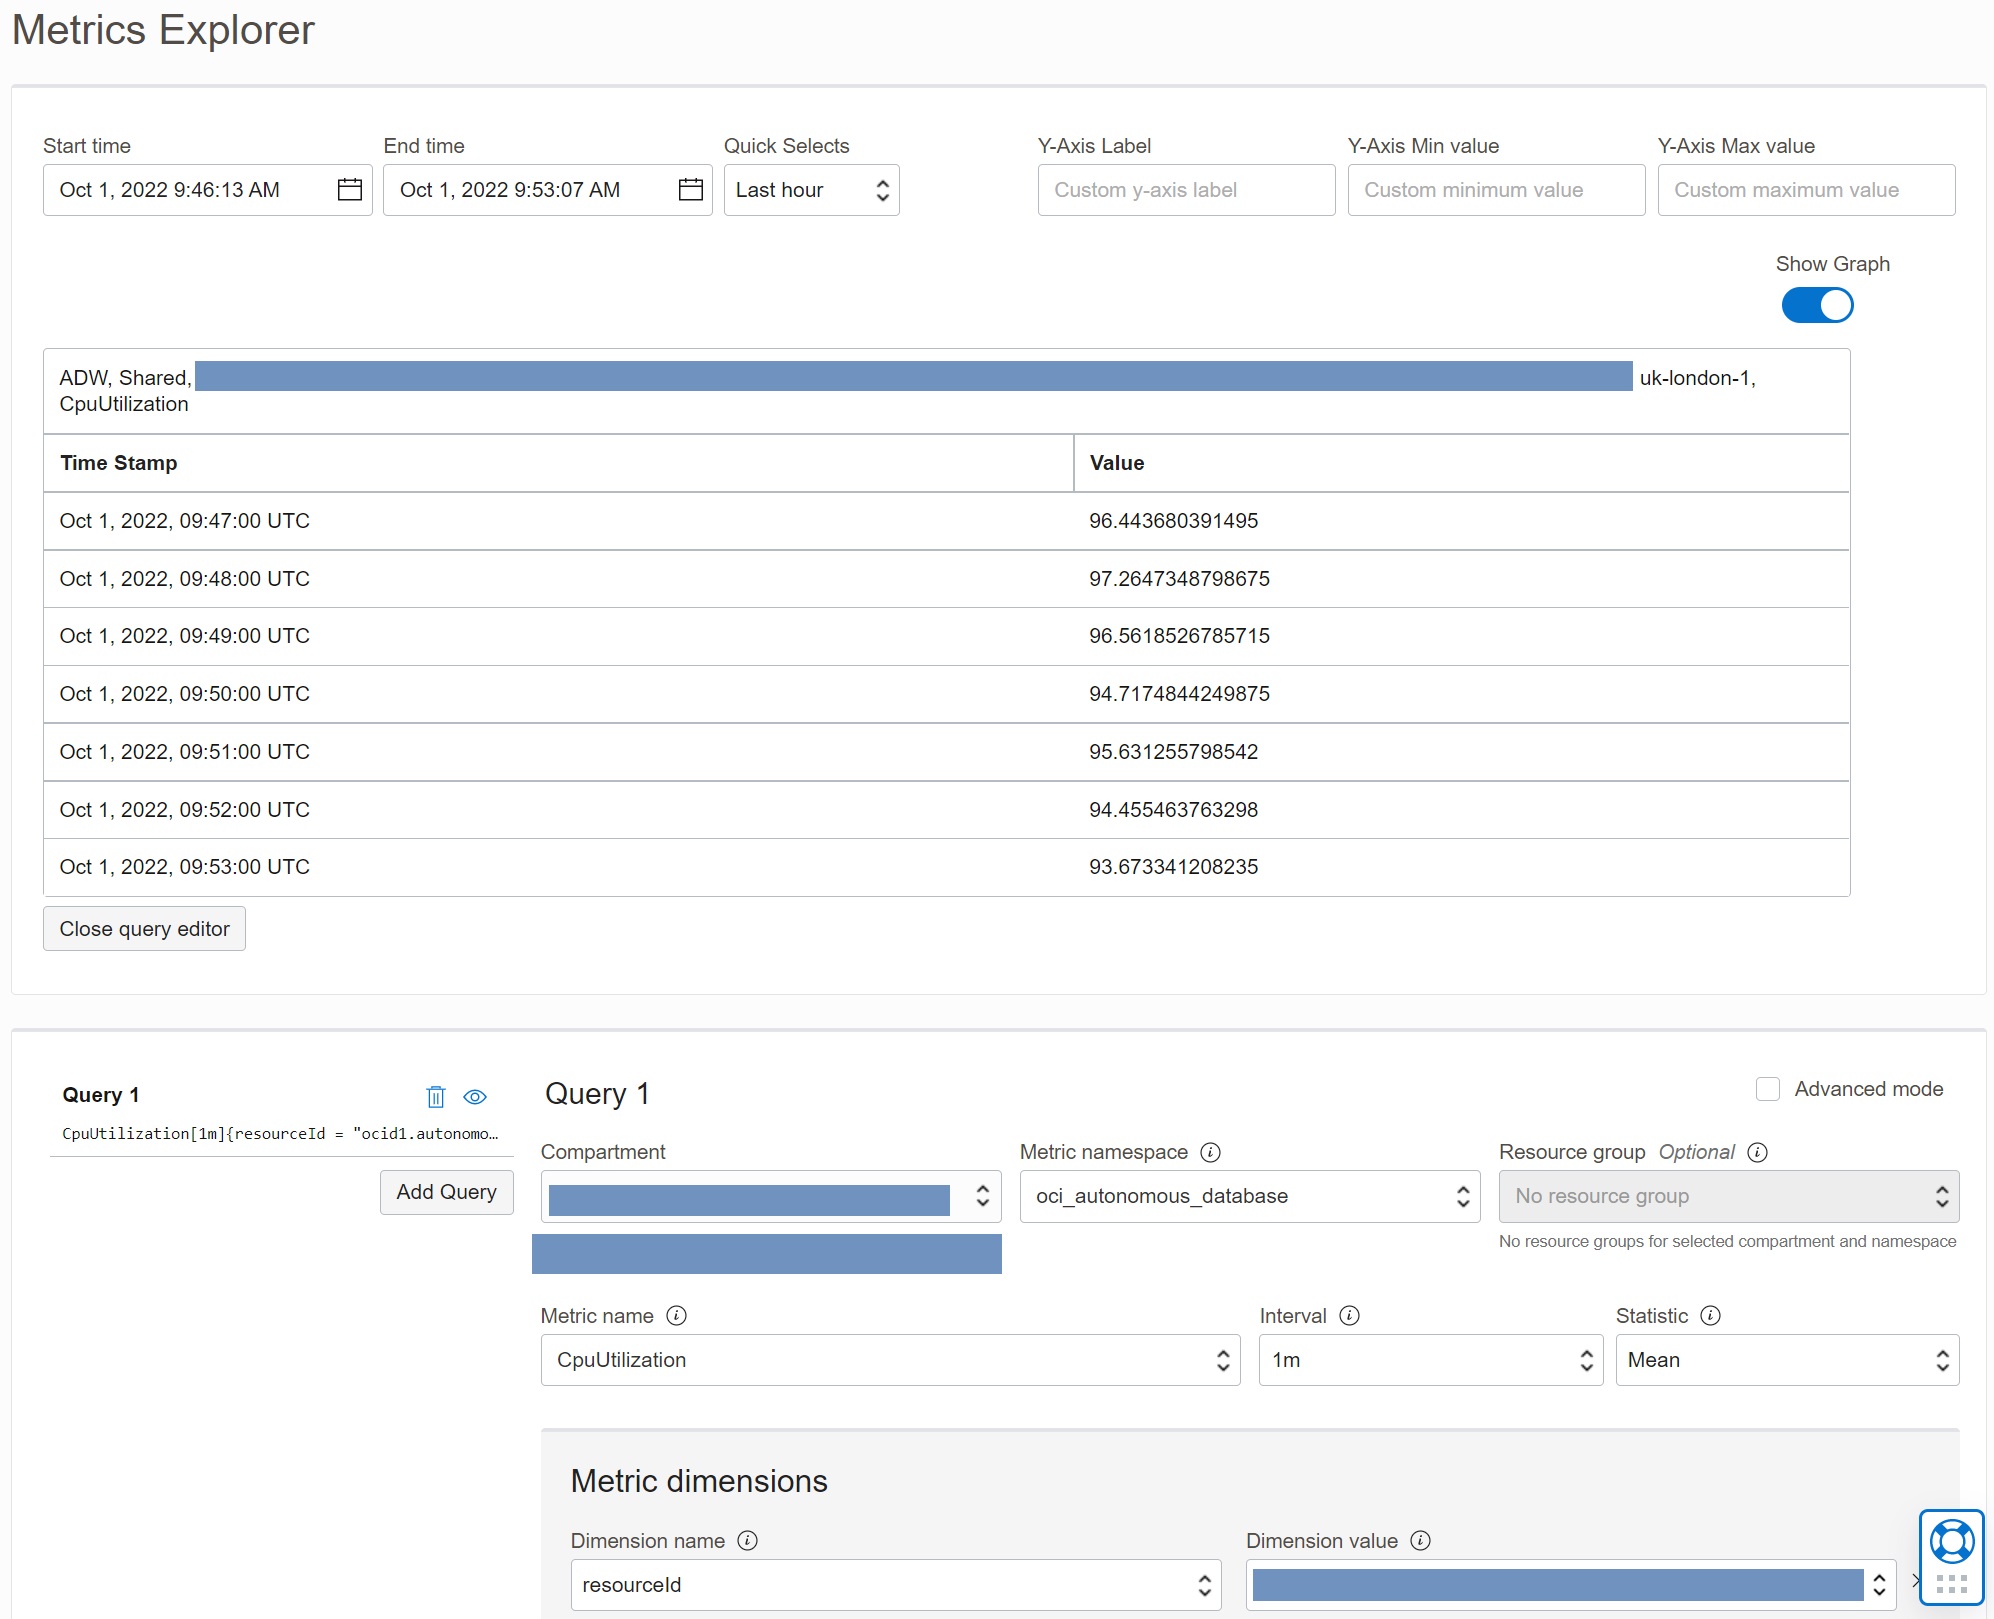 Metrics Explorer
Start time End time Quick Selects Y-Axis Label Y-Axis Min value Y-Axis Max value
Oct 1, 2022 9:46:13 AM Oct 1, 2022 9:53:07 AM Last hour Custom y-axis label Custom minimum value Custom maximum value
Show Graph
ADW, Shared, uk-london-1,
CpuUtilization
Time Stamp Value
Oct 1, 2022, 09:47:00 UTC 96.443680391495
Oct 1, 2022, 09:48:00 UTC 97.2647348798675
Oct 1, 2022, 09:49:00 UTC 96.5618526785715
Oct 1, 2022, 09:50:00 UTC 94.7174844249875
Oct 1, 2022, 09:51:00 UTC 95.631255798542
Oct 1, 2022, 09:52:00 UTC 94.455463763298
Oct 1, 2022, 09:53:00 UTC 93.673341208235
Close query editor
Query 1
CpuUtilization[1m]{resourceId = "ocid1.autonomo…
Add Query
Query 1 Advanced mode
Compartment Metric namespace Resource group Optional
oci_autonomous_database No resource group
No resource groups for selected compartment and namespace
Metric name Interval Statistic
CpuUtilization 1m Mean
Metric dimensions
Dimension name Dimension value
resourceId